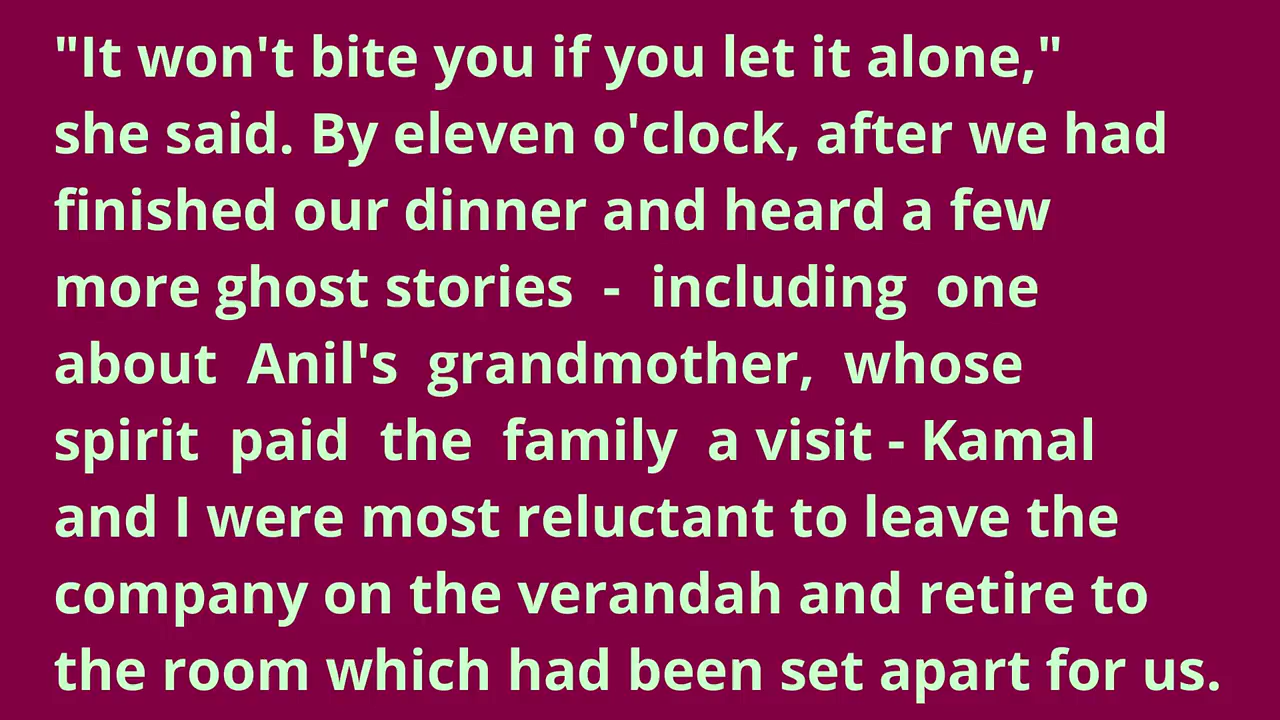 "It won't bite you if you let it alone,"
she said. By eleven o'clock, after we had
finished our dinner and heard a few
more ghost stories - including one
about Anil's grandmother, whose
spirit paid the family a visit - Kamal
and I were most reluctant to leave the
company on the verandah and retire to
the room which had been set apart for us.